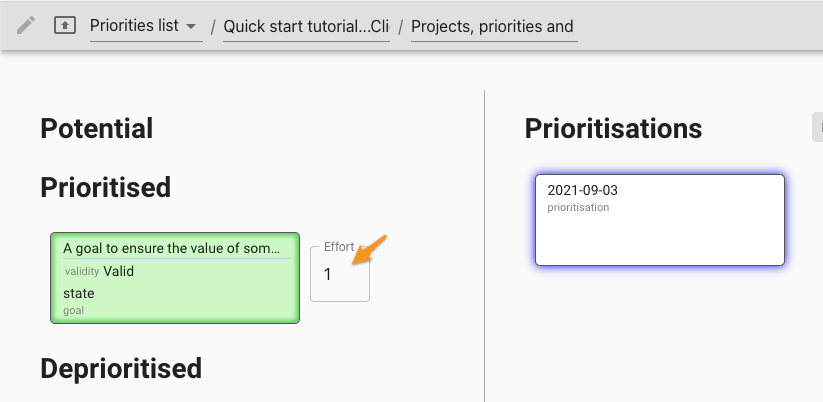 Priorities list / Quick start tutorial...Cli / Projects, priorities and
Potential
Prioritised
A goal to ensure the value of som...
validity Valid
state
goal
Effort
1
Deprioritised
Prioritisations
2021-09-03
prioritisation